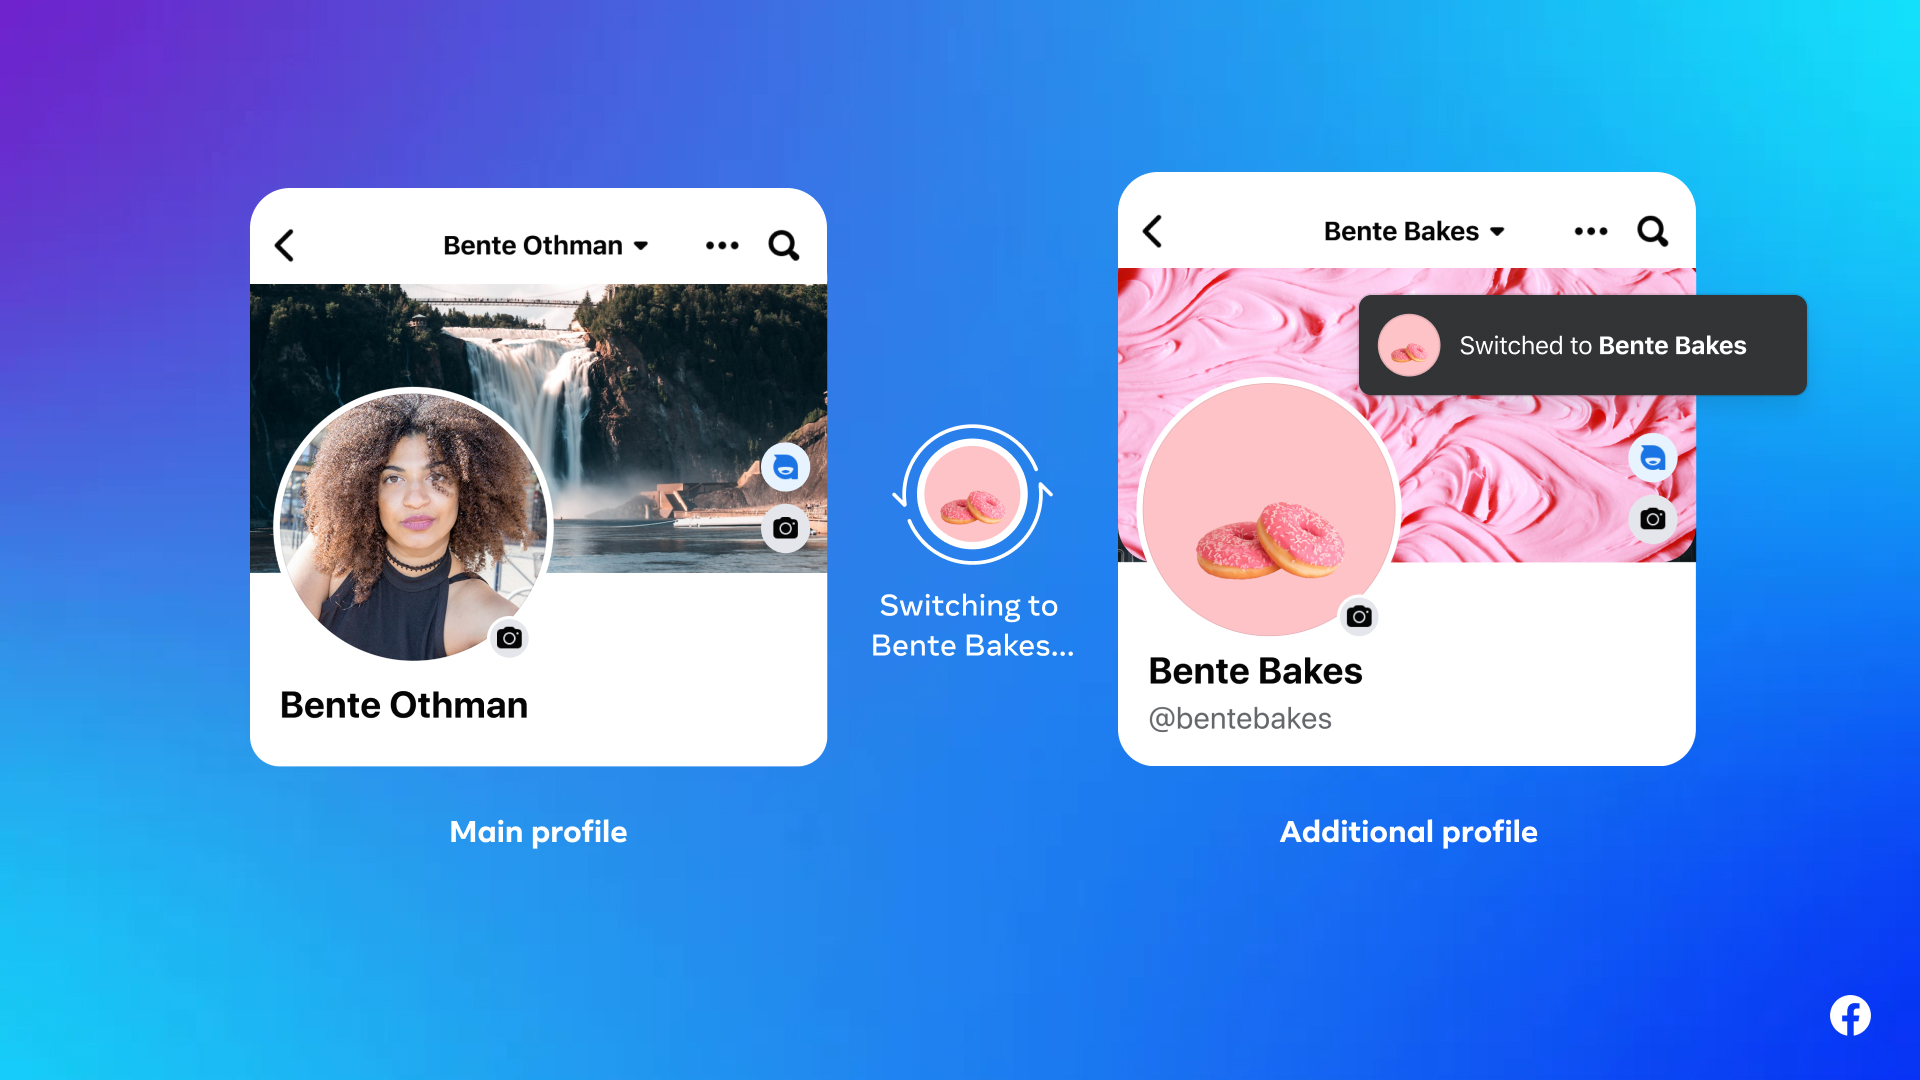 Bente Othman
Bente Othman
Main profile
Switching to
Bente Bakes...
Bente Bakes
Switched to Bente Bakes
Bente Bakes
@bentebakes
Additional profile